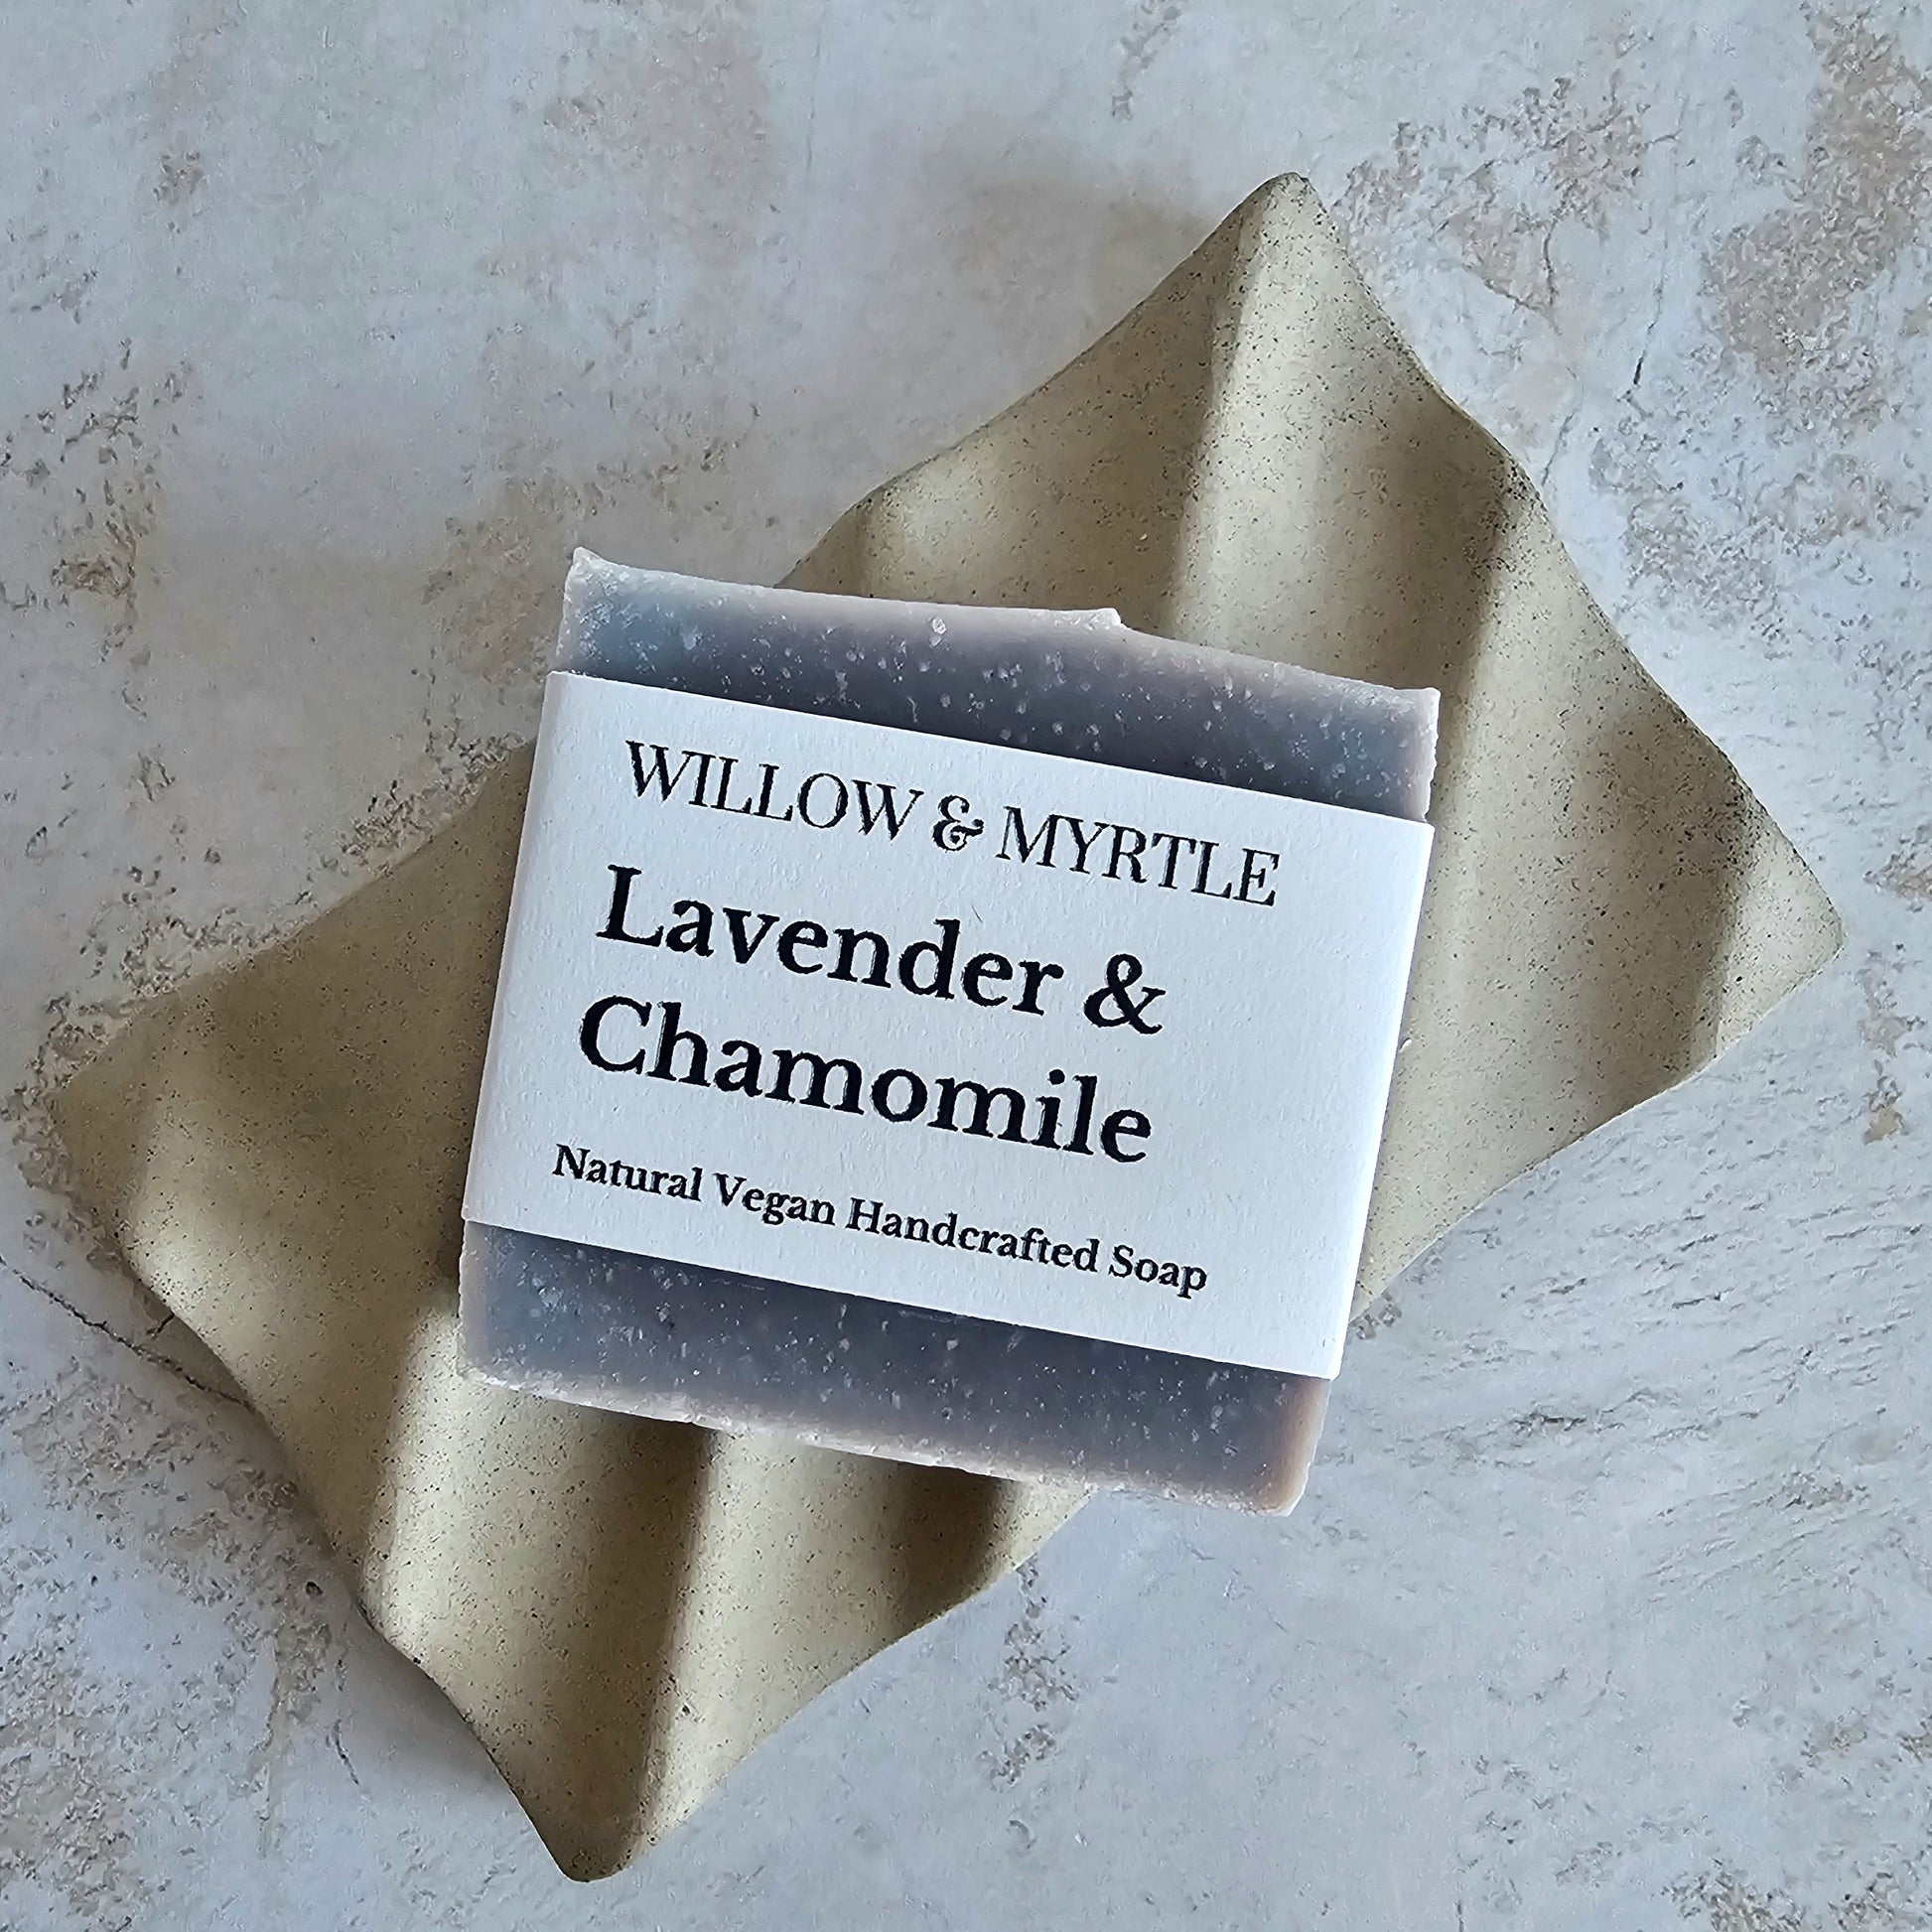 WILLOW & MYRTLE
Lavender &
Chamomile
Natural Vegan Handcrafted Soap